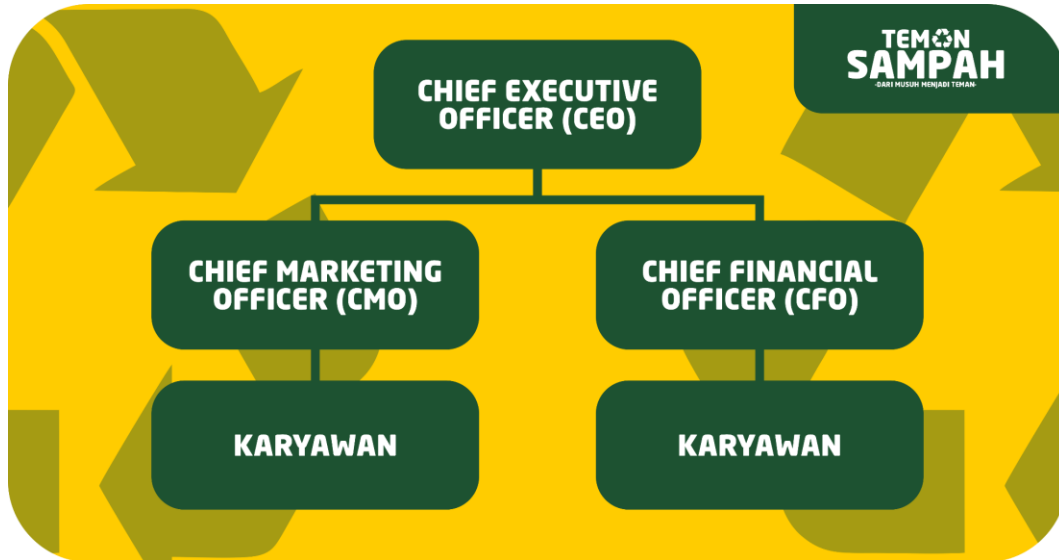 TEMAN
SAMPAH
-DARI MUSUH MENJADI TEMAN-
CHIEF EXECUTIVE
OFFICER (CEO)
CHIEF MARKETING
OFFICER (CMO)
CHIEF FINANCIAL
OFFICER (CFO)
KARYAWAN
KARYAWAN